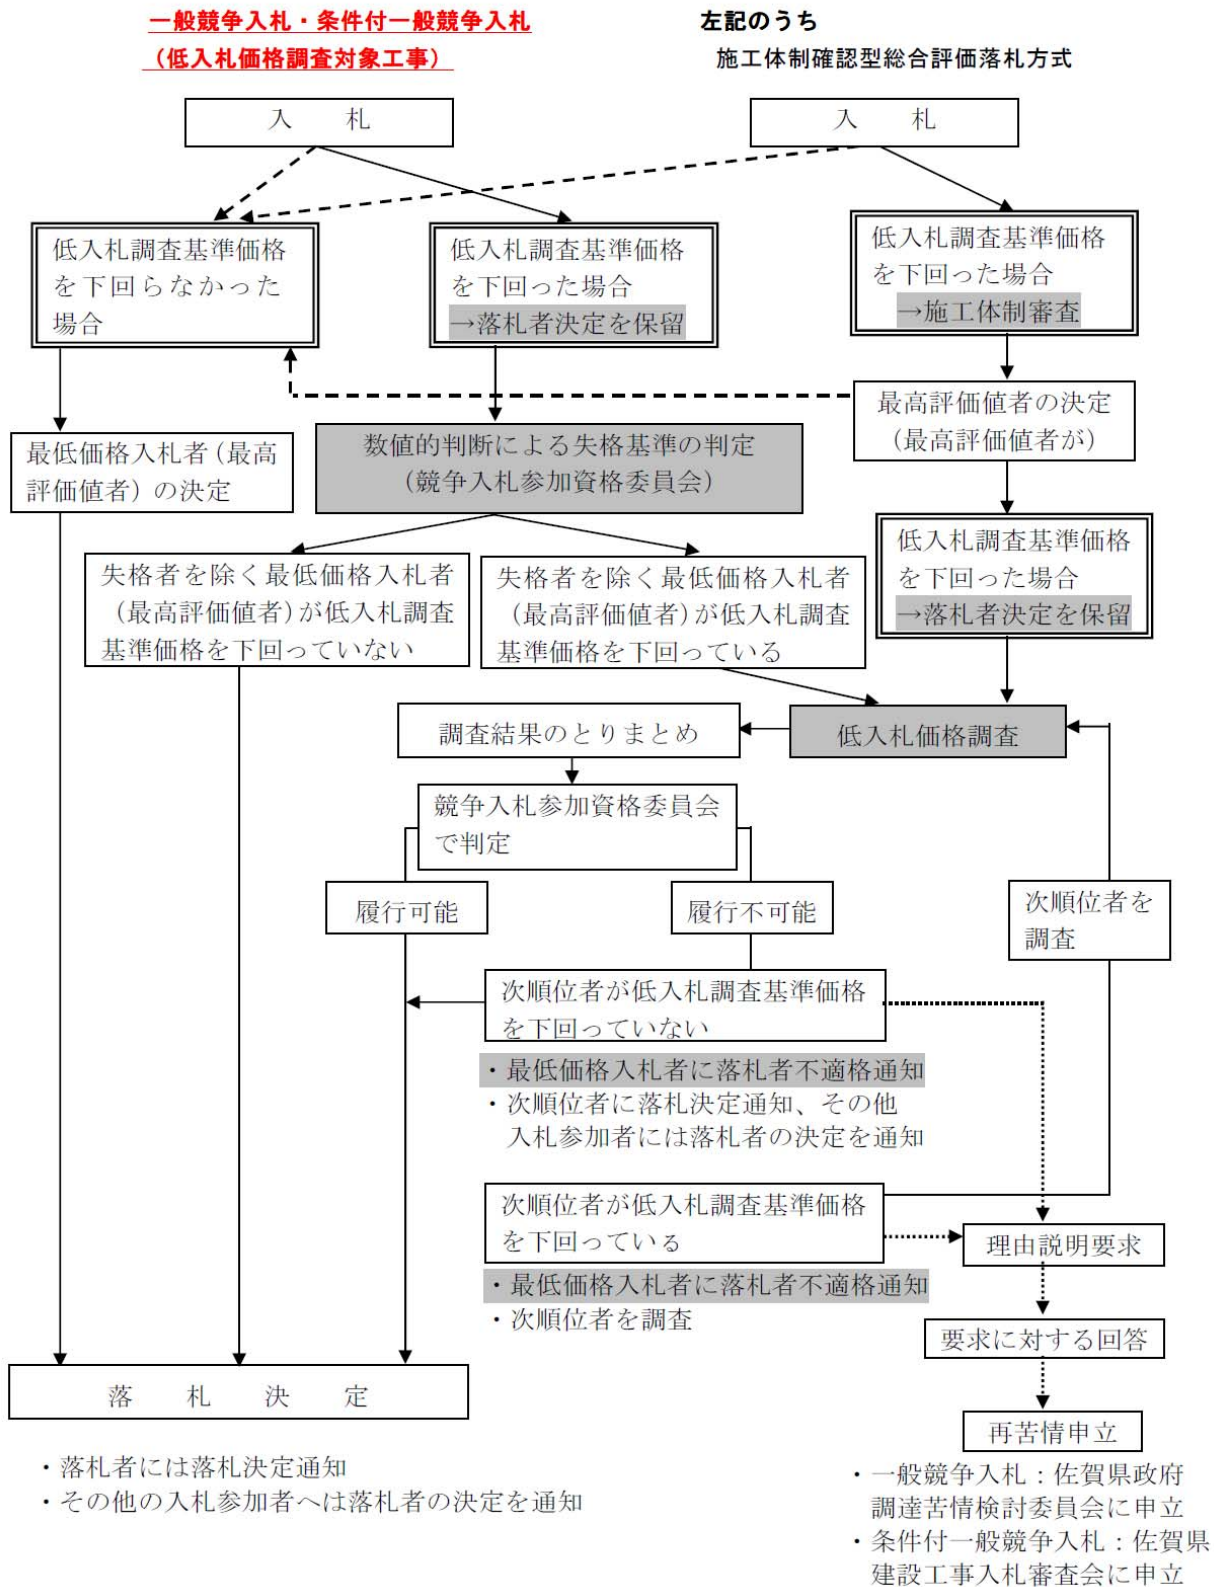 一般競争入札・条件付一般競争入札
（低入札価格調査対象工事）
左記のうち
施工体制確認型総合評価落札方式
入　札
入　札
低入札調査基準価格
を下回らなかった
場合
低入札調査基準価格
を下回った場合
→落札者決定を保留
低入札調査基準価格
を下回った場合
→施工体制審査
最高評価値者の決定
（最高評価値者が）
最低価格入札者（最高
評価値者）の決定
数値的判断による失格基準の判定
（競争入札参加資格委員会）
低入札調査基準価格
を下回った場合
→落札者決定を保留
失格者を除く最低価格入札者
（最高評価値者）が低入札調査
基準価格を下回っていない
失格者を除く最低価格入札者
（最高評価値者）が低入札調査
基準価格を下回っている
調査結果のとりまとめ
低入札価格調査
競争入札参加資格委員会
で判定
履行可能
履行不可能
次順位者を
調査
次順位者が低入札調査基準価格
を下回っていない
・最低価格入札者に落札者不適格通知
・次順位者に落札決定通知、その他
入札参加者には落札者の決定を通知
次順位者が低入札調査基準価格
を下回っている
理由説明要求
・最低価格入札者に落札者不適格通知
・次順位者を調査
要求に対する回答
落　札　決　定
再苦情申立
・落札者には落札決定通知
・その他の入札参加者へは落札者の決定を通知
・一般競争入札：佐賀県政府
調達苦情検討委員会に申立
・条件付一般競争入札：佐賀県
建設工事入札審査会に申立